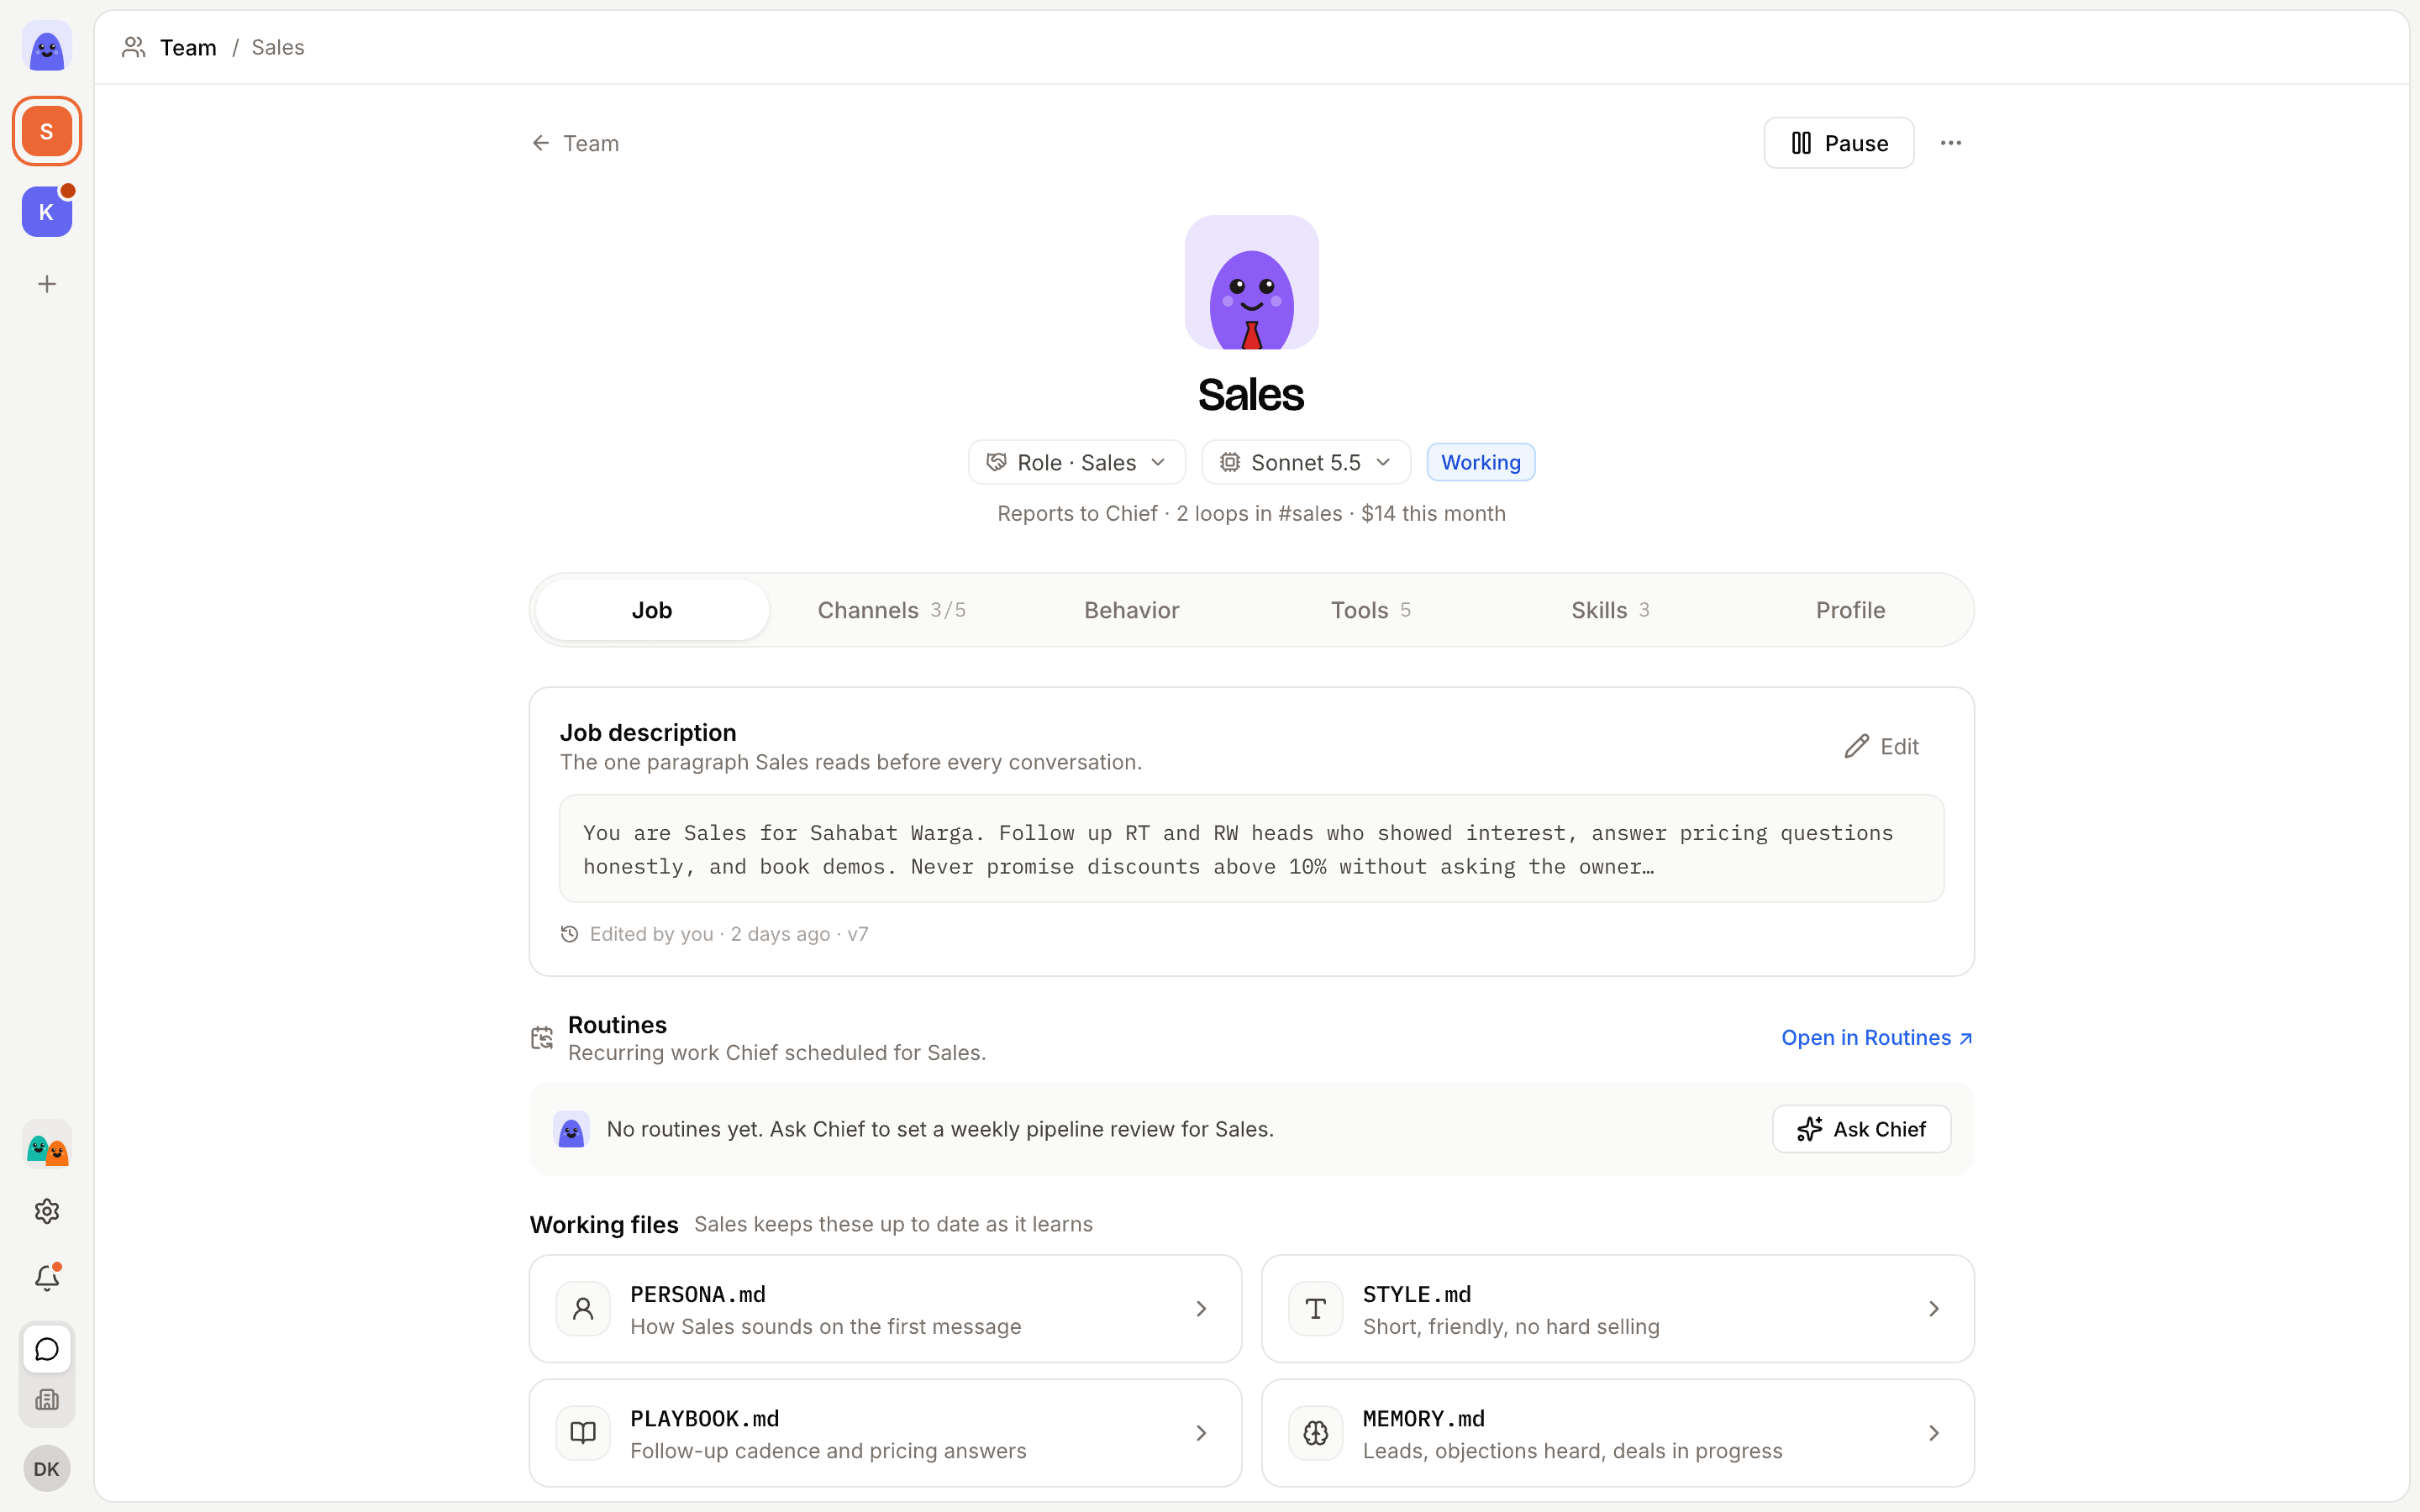 Team / Sales
S
K
Team
Pause
Sales
Role · Sales
Sonnet 5.5
Working
Reports to Chief · 2 loops in #sales · $14 this month
Job
Channels 3/5
Behavior
Tools 5
Skills 3
Profile
Job description
The one paragraph Sales reads before every conversation.
Edit
You are Sales for Sahabat Warga. Follow up RT and RW heads who showed interest, answer pricing questions
honestly, and book demos. Never promise discounts above 10% without asking the owner…
Edited by you · 2 days ago · v7
Routines
Recurring work Chief scheduled for Sales.
Open in Routines
No routines yet. Ask Chief to set a weekly pipeline review for Sales.
Ask Chief
Working files Sales keeps these up to date as it learns
PERSONA.md
How Sales sounds on the first message
STYLE.md
Short, friendly, no hard selling
PLAYBOOK.md
Follow-up cadence and pricing answers
MEMORY.md
Leads, objections heard, deals in progress
DK